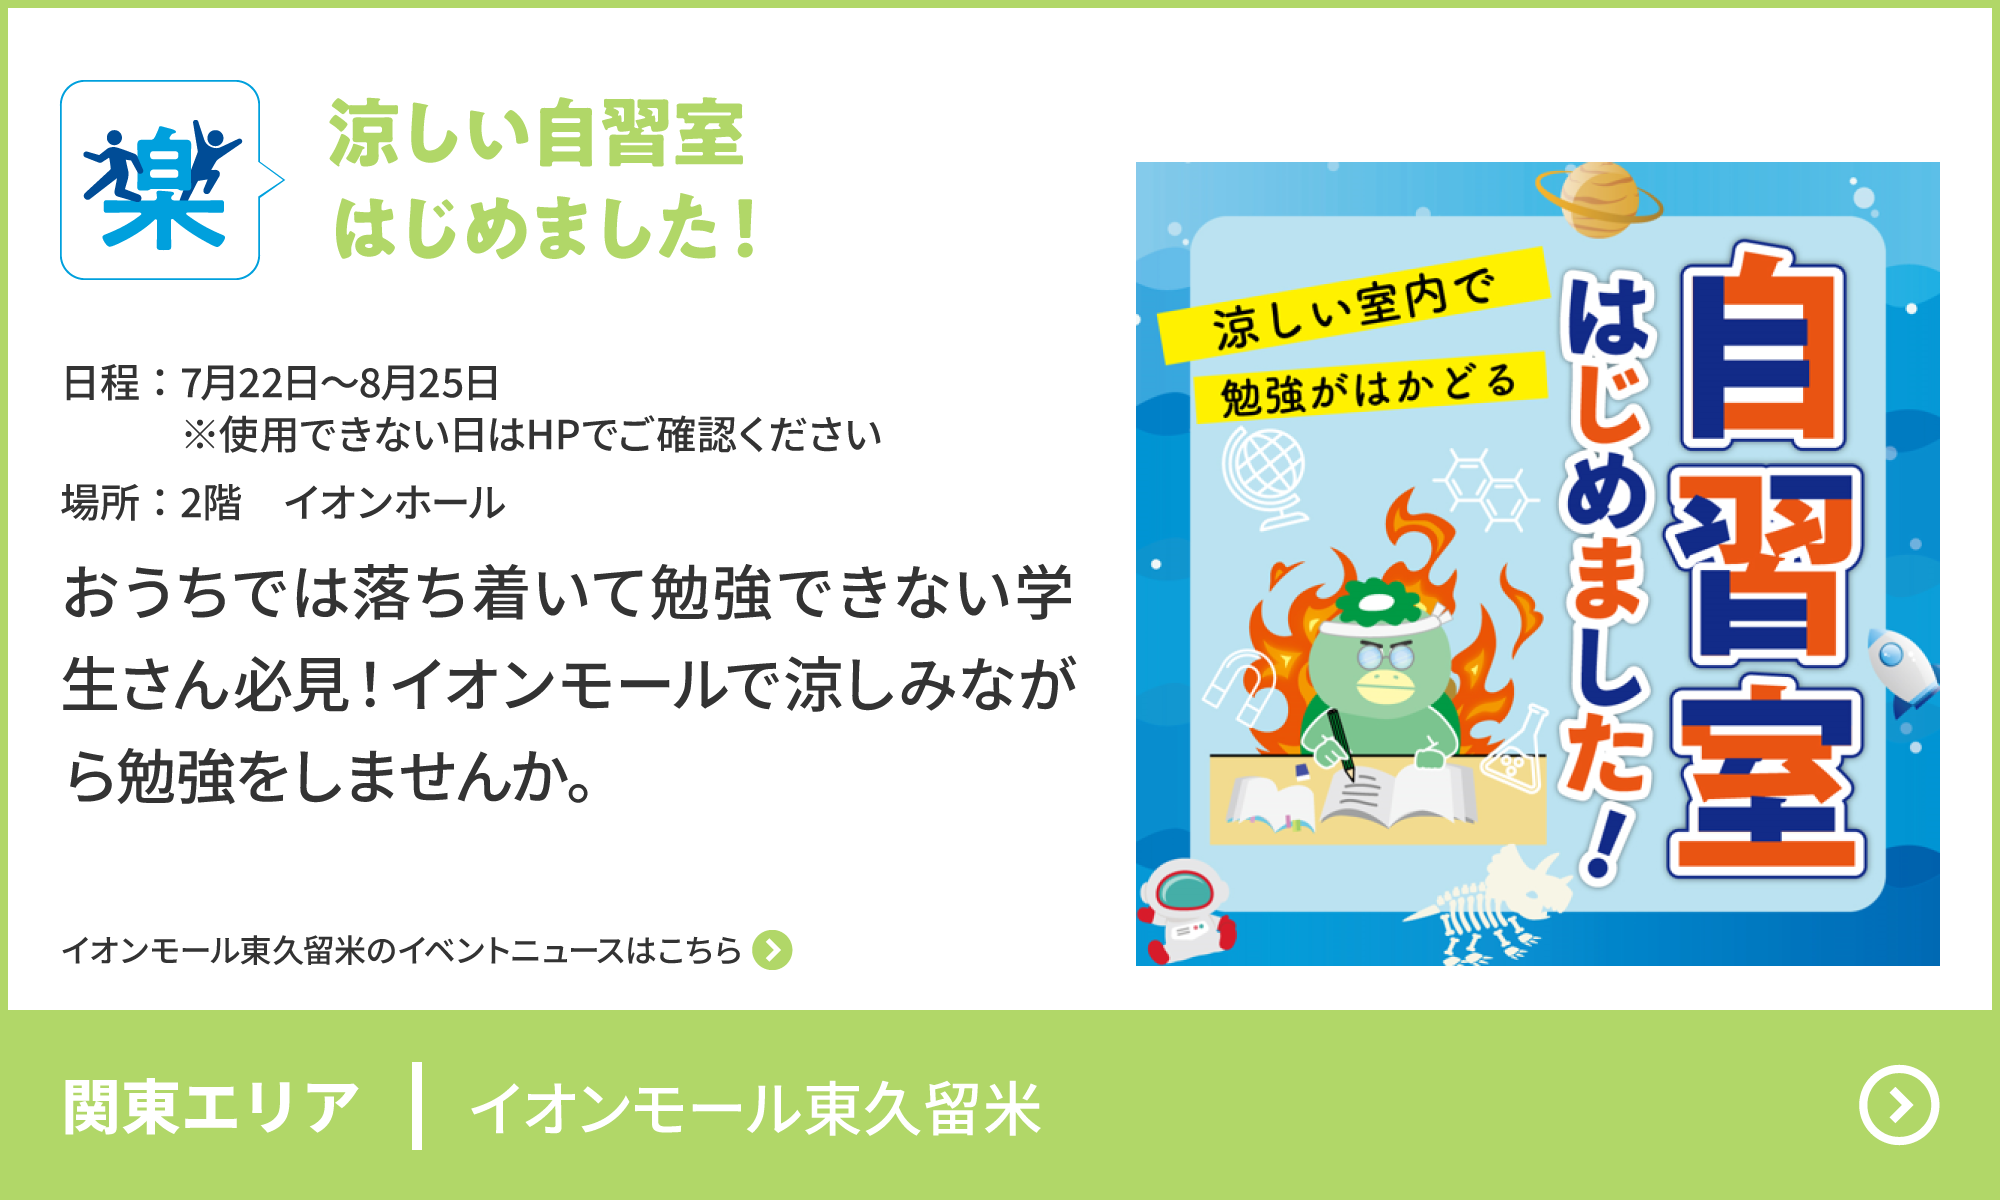 楽
涼しい自習室
はじめました！
日程：7月22日～8月25日
※使用できない日はHPでご確認ください
場所：2階　イオンホール
おうちでは落ち着いて勉強できない学
生さん必見！イオンモールで涼しみなが
ら勉強をしませんか。
イオンモール東久留米のイベントニュースはこちら
涼しい室内で
勉強がはかどる
自習室
はじめました！
関東エリア
イオンモール東久留米